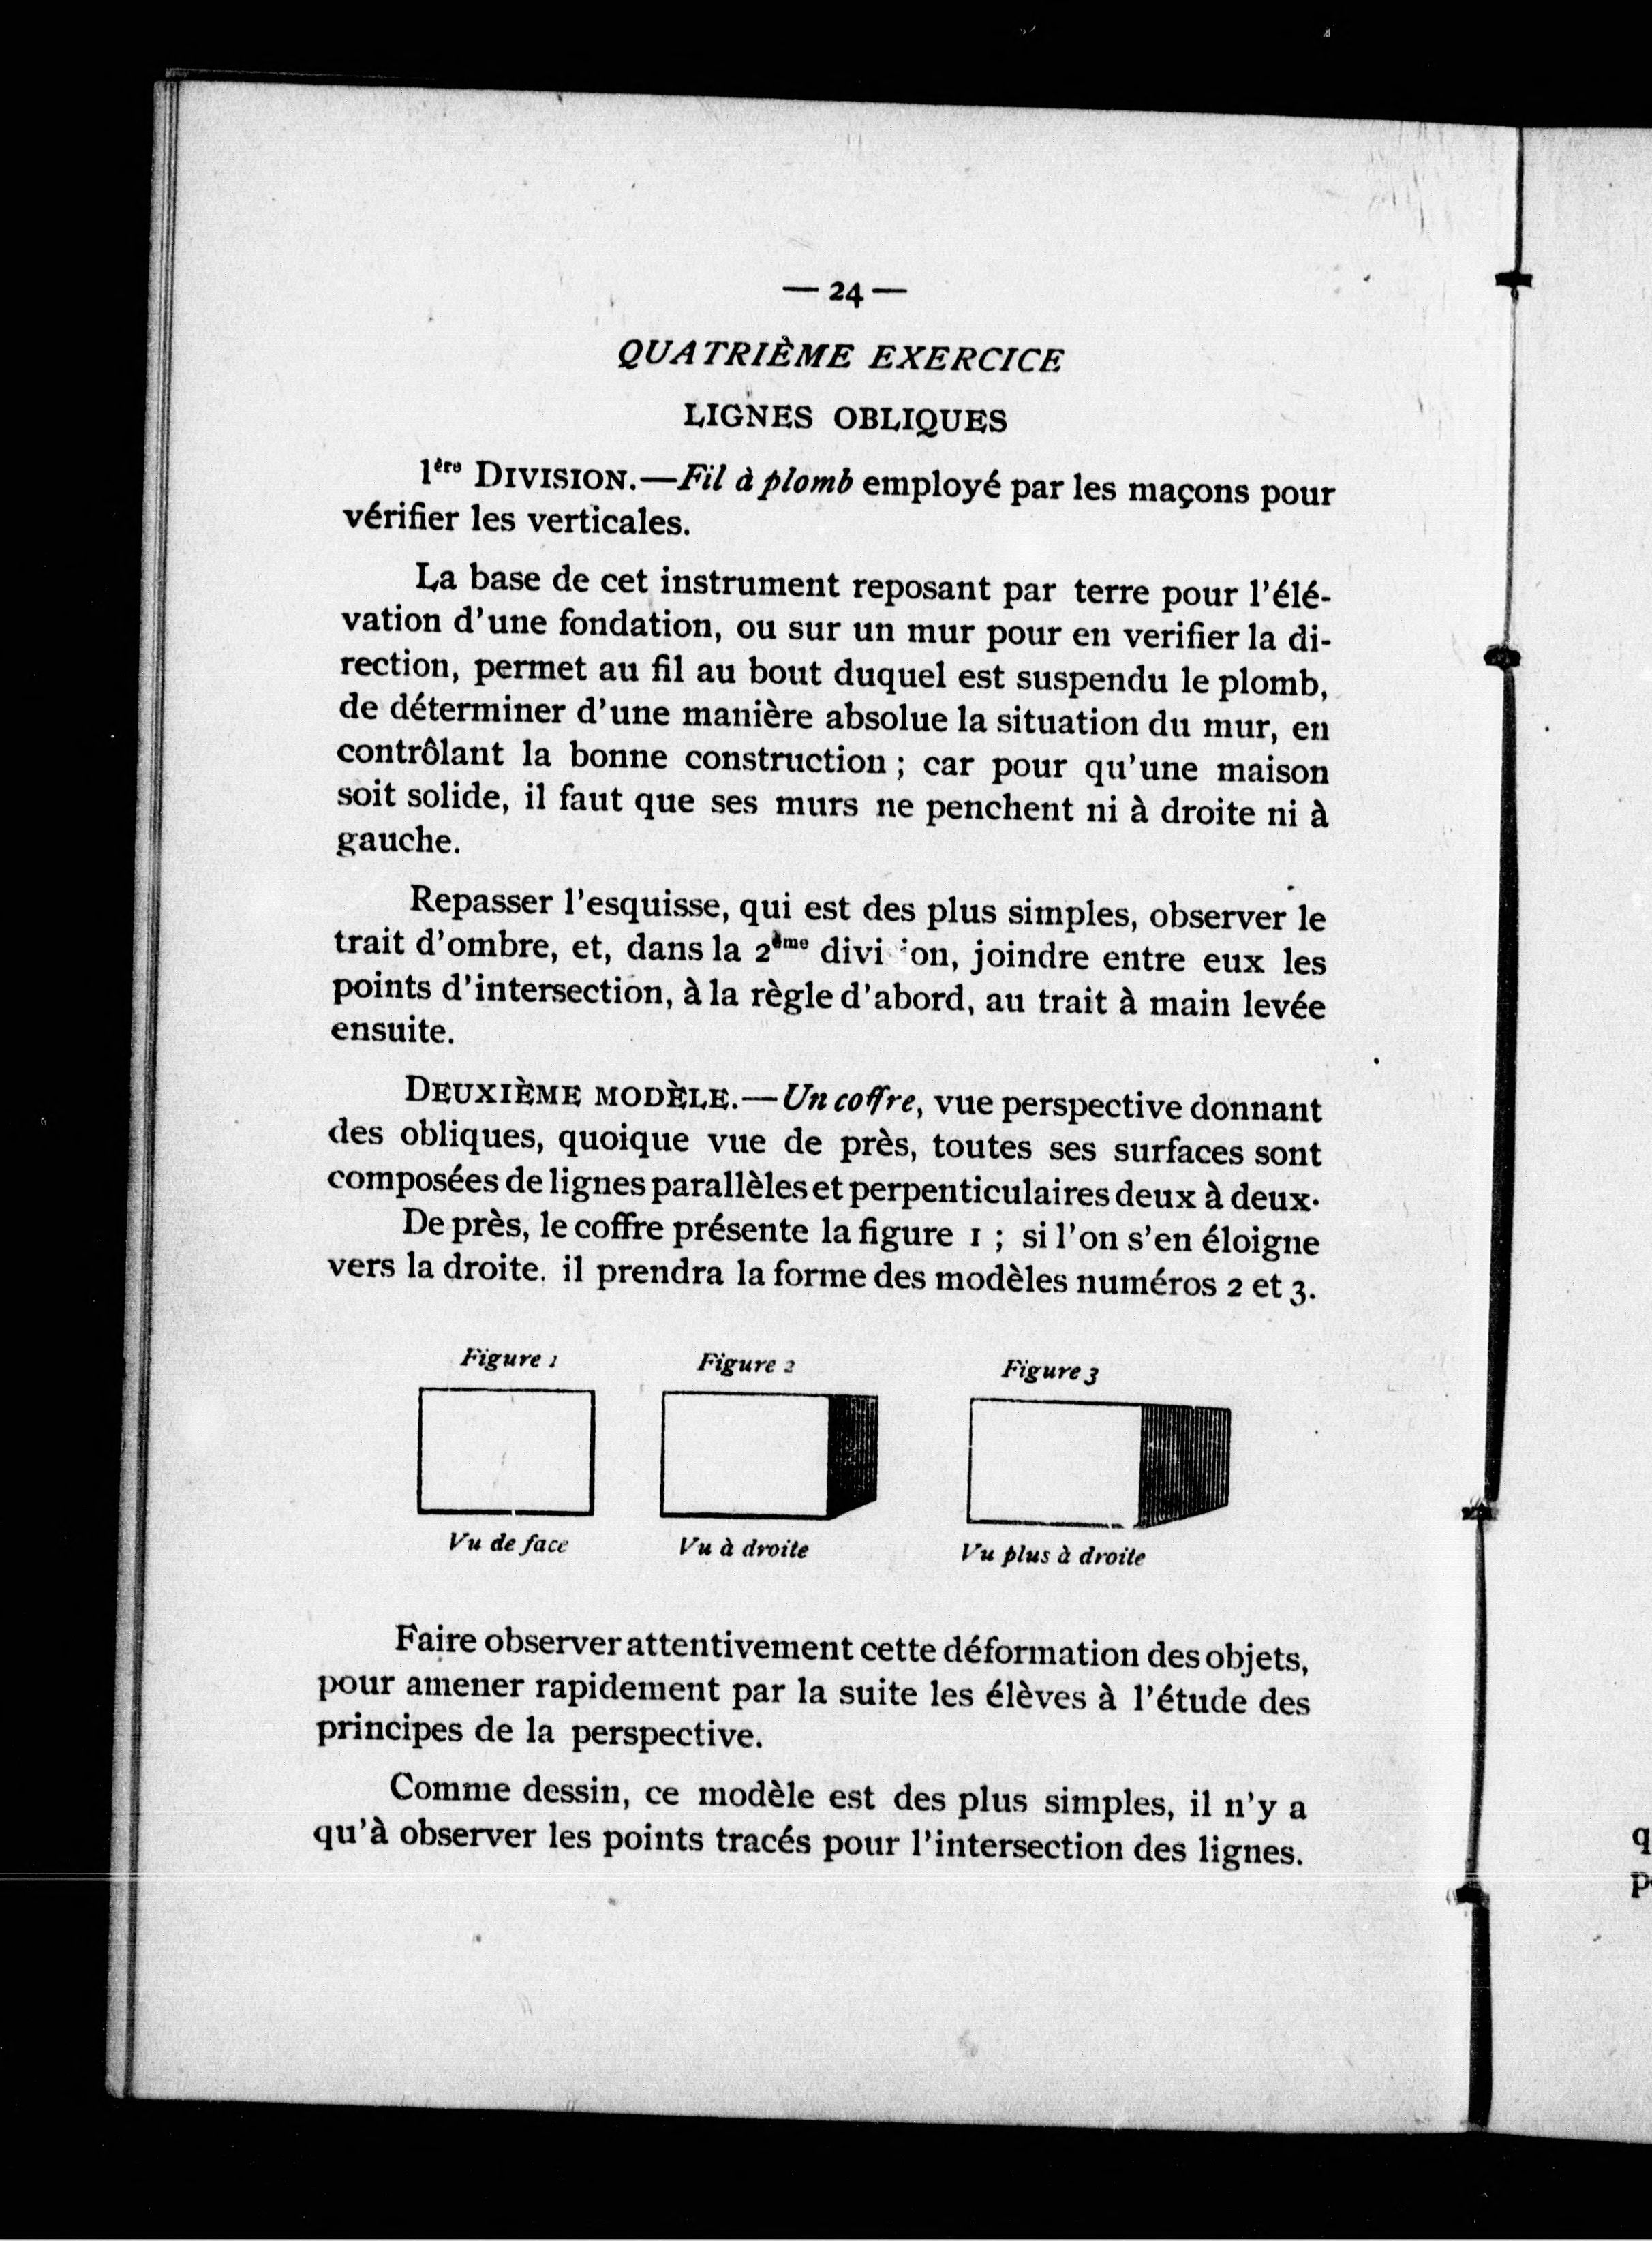 — 24 —
QUATRIÈME EXERCICE
LIGNES OBLIQUES
1ère DIVISION.—Fil à plomb employé par les maçons pour
vérifier les verticales.
La base de cet instrument reposant par terre pour l'élé-
vation d'une fondation, ou sur un mur pour en verifier la di-
rection, permet au fil au bout duquel est suspendu le plomb,
de déterminer d'une manière absolue la situation du mur, en
contrôlant la bonne construction ; car pour qu'une maison
soit solide, il faut que ses murs ne penchent ni à droite ni à
gauche.
Repasser l'esquisse, qui est des plus simples, observer le
trait d'ombre, et, dans la 2ème divi ion, joindre entre eux les
points d'intersection, à la règle d'abord, au trait à main levée
ensuite.
DEUXIÈME MODÈLE.—Un coffre, vue perspective donnant
des obliques, quoique vue de près, toutes ses surfaces sont
composées de lignes parallèles et perpenticulaires deux à deux.
De près, le coffre présente la figure 1 ; si l'on s'en éloigne
vers la droite. il prendra la forme des modèles numéros 2 et 3.
Figure 1 Figure 2 Figure 3
Vu de face Vu à droite Vu plus à droite
Faire observer attentivement cette déformation des objets,
pour amener rapidement par la suite les élèves à l'étude des
principes de la perspective.
Comme dessin, ce modèle est des plus simples, il n'y a
qu'à observer les points tracés pour l'intersection des lignes.
q
p